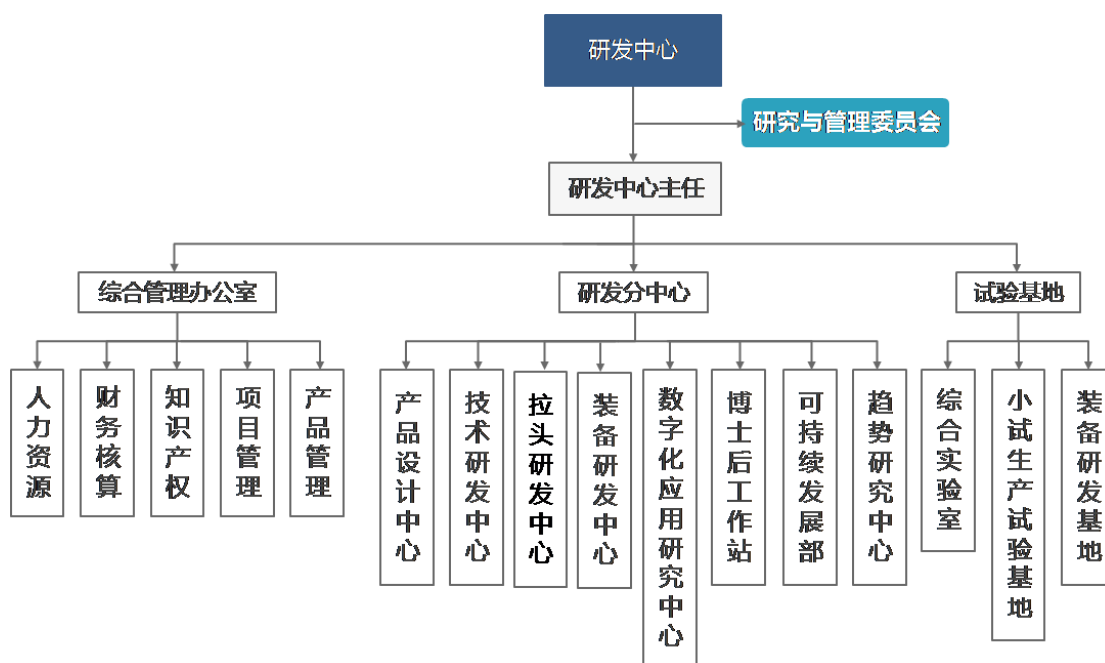 研发中心
研究与管理委员会
研发中心主任
综合管理办公室
研发分中心
试验基地
人力资源
财务核算
知识产权
项目管理
产品管理
产品设计中心
技术研发中心
拉头研发中心
装备研发中心
数字化应用研究中心
博士后工作站
可持续发展部
趋势研究中心
综合实验室
小试生产试验基地
装备研发基地